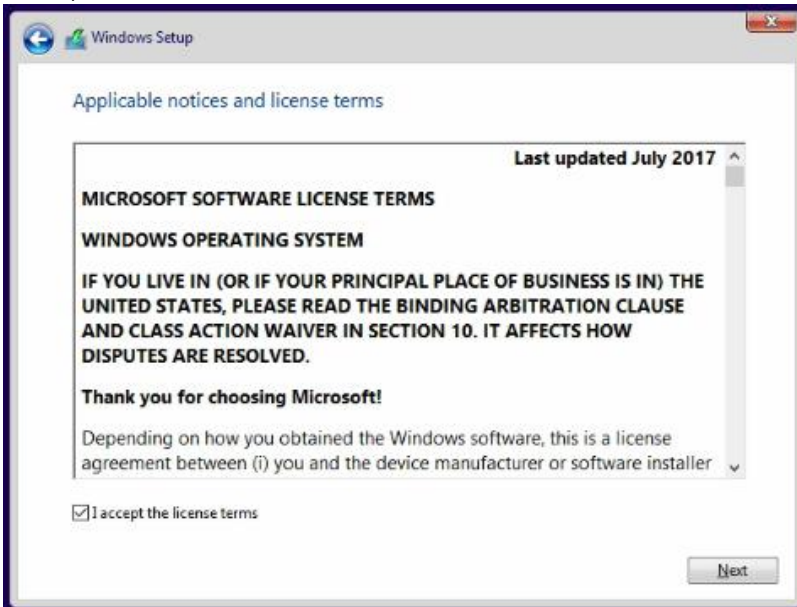 Windows Setup
Applicable notices and license terms
Last updated July 2017
MICROSOFT SOFTWARE LICENSE TERMS
WINDOWS OPERATING SYSTEM
IF YOU LIVE IN (OR IF YOUR PRINCIPAL PLACE OF BUSINESS IS IN) THE
UNITED STATES, PLEASE READ THE BINDING ARBITRATION CLAUSE
AND CLASS ACTION WAIVER IN SECTION 10. IT AFFECTS HOW
DISPUTES ARE RESOLVED.
Thank you for choosing Microsoft!
Depending on how you obtained the Windows software, this is a license
agreement between (i) you and the device manufacturer or software installer
I accept the license terms
Next